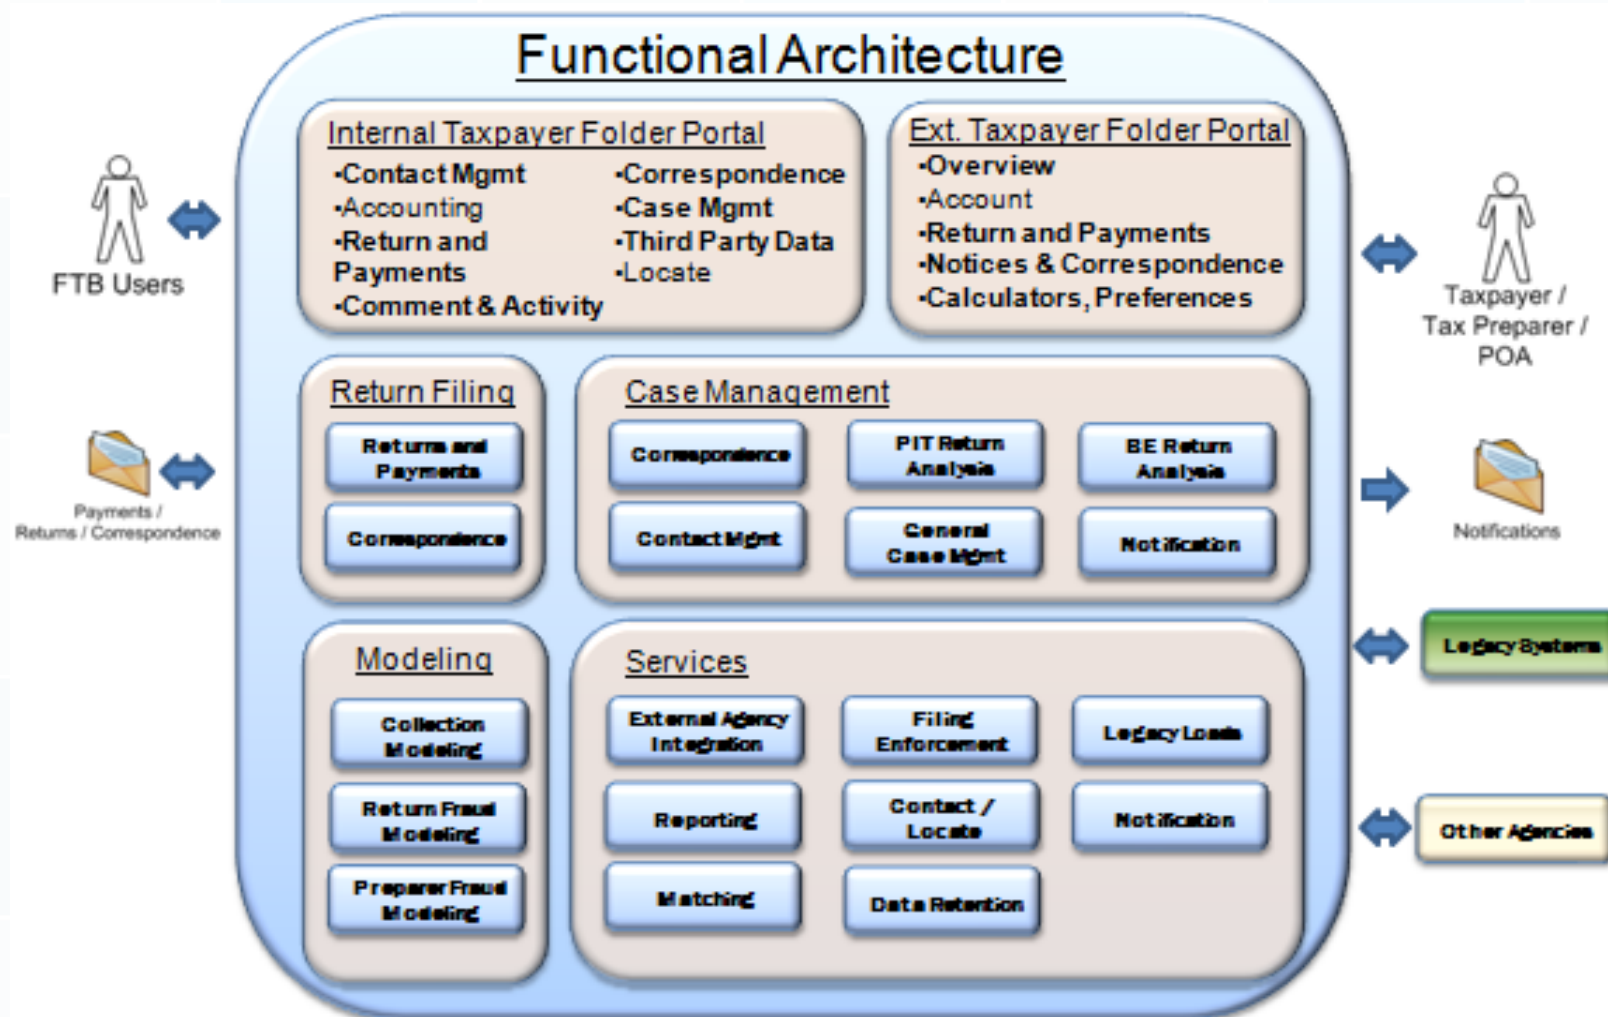 Functional Architecture
Internal Taxpayer Folder Portal
▪Contact Mgmt
▪Accounting
▪Return and
Payments
▪Comment & Activity
▪Correspondence
▪Case Mgmt
▪Third Party Data
▪Locate
Ext. Taxpayer Folder Portal
▪Overview
▪Account
▪Return and Payments
▪Notices & Correspondence
▪Calculators, Preferences
FTB Users
Taxpayer /
Tax Preparer /
POA
Payments /
Returns / Correspondence
Return Filing
Returns and
Payments
Correspondence
Case Management
Correspondence
PIT Return
Analysis
BE Return
Analysis
Contact Mgmt
General
Case Mgmt
Notification
Notifications
Modeling
Collection
Modeling
Return Fraud
Modeling
Preparer Fraud
Modeling
Services
External Agency
Integration
Filing
Enforcement
Legacy Loads
Reporting
Contact /
Locate
Notification
Matching
Data Retention
Legacy Systems
Other Agencies